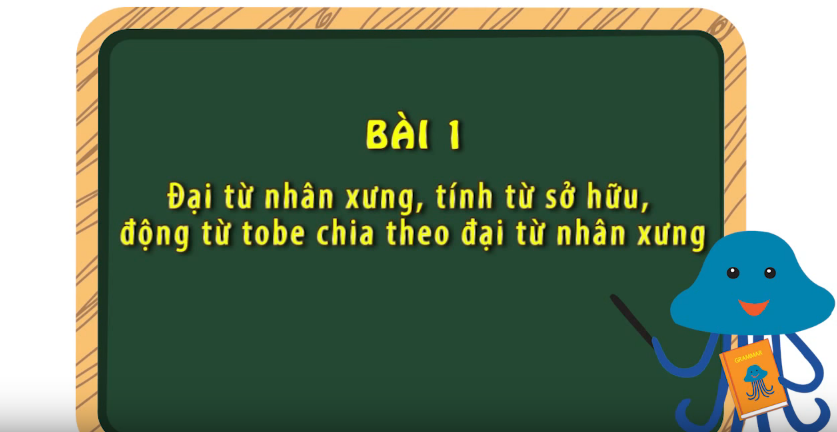 BÀI 1
Đại từ nhân xưng, tính từ sở hữu,
động từ tobe chia theo đại từ nhân xưng
GRAMMAR